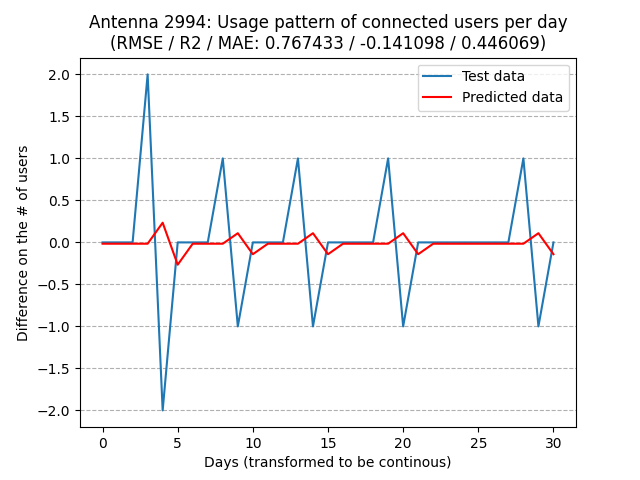 Antenna 2994: Usage pattern of connected users per day
(RMSE / R2 / MAE: 0.767433 / -0.141098 / 0.446069)
Test data
Predicted data
2.0
1.5
1.0
0.5
0.0
−0.5
−1.0
−1.5
−2.0
Difference on the # of users
0 5 10 15 20 25 30
Days (transformed to be continous)